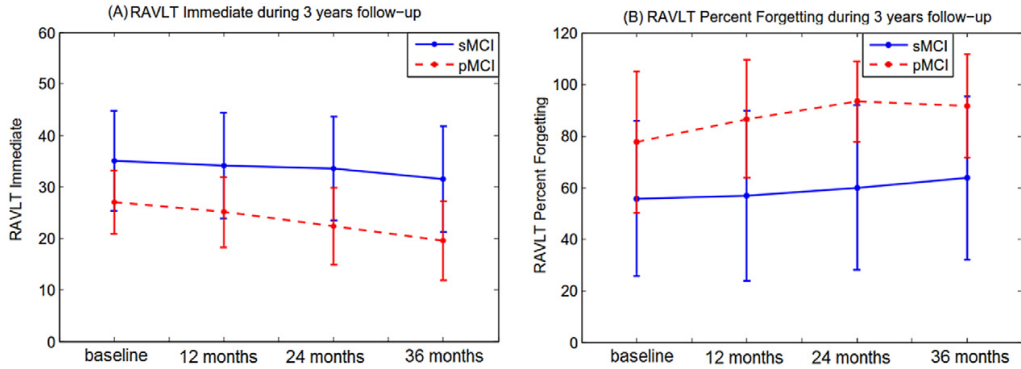 (A) RAVLT Immediate during 3 years follow-up
60
50
40
30
20
10
0
RAVLT Immediate
sMCI
pMCI
baseline 12 months 24 months 36 months
(B) RAVLT Percent Forgetting during 3 years follow-up
120
100
80
60
40
20
0
RAVLT Percent Forgetting
sMCI
pMCI
baseline 12 months 24 months 36 months